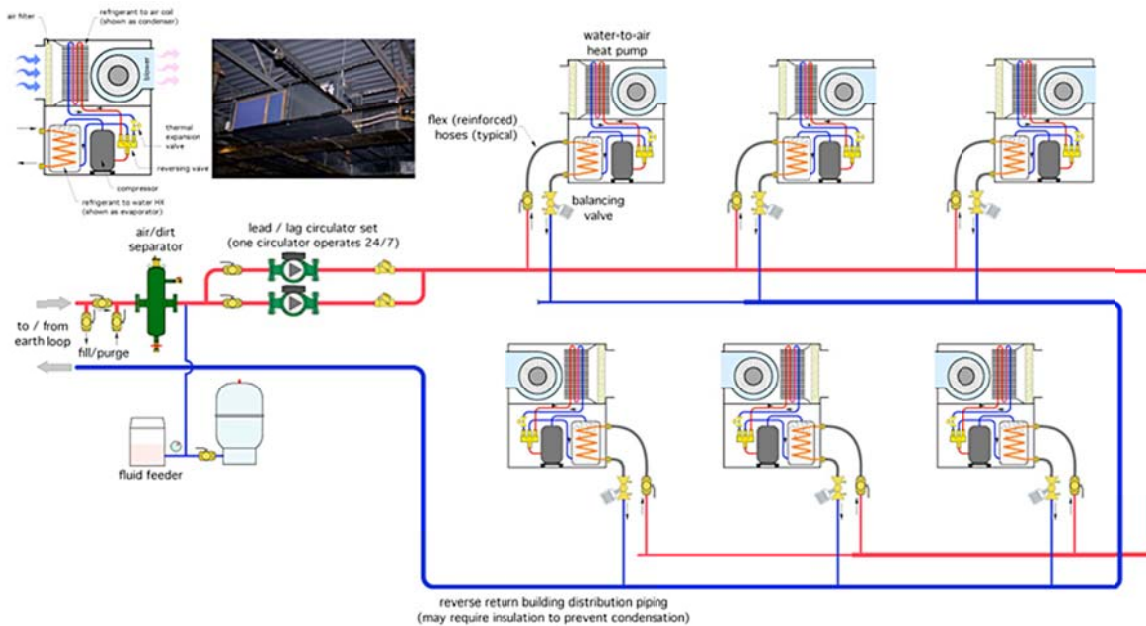 air filter
refrigerant to air coil
(shown as condenser)
blower
thermal
expansion
valve
reversing vave
compressor
refrigerant to water HX
(shown as evaporator)
water-to-air
heat pump
flex (reinforced)
hoses (typical)
balancing
valve
air/dirt
separator
lead / lag circulator set
(one circulator operates 24/7)
to / from
earth loop
fill/purge
fluid feeder
reverse return building distribution piping
(may require insulation to prevent condensation)